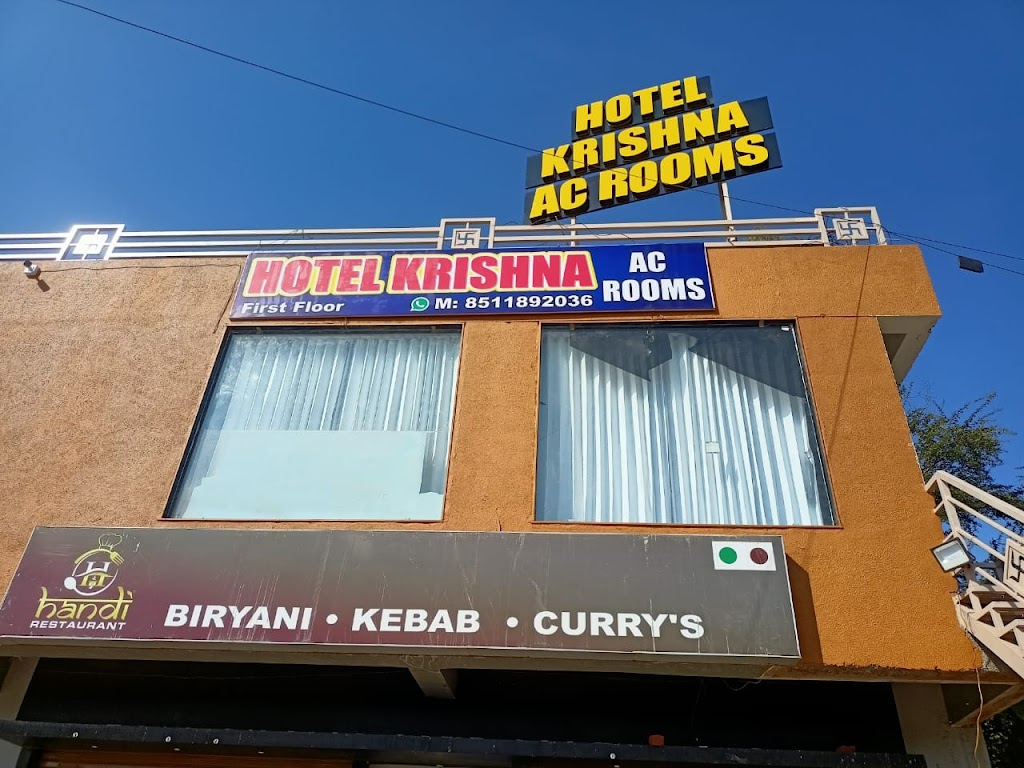 HOTEL
KRISHNA
AC ROOMS
HOTEL KRISHNA
AC
ROOMS
First Floor
M: 8511892036
H
handi
RESTAURANT
BIRYANI • KEBAB • CURRY'S